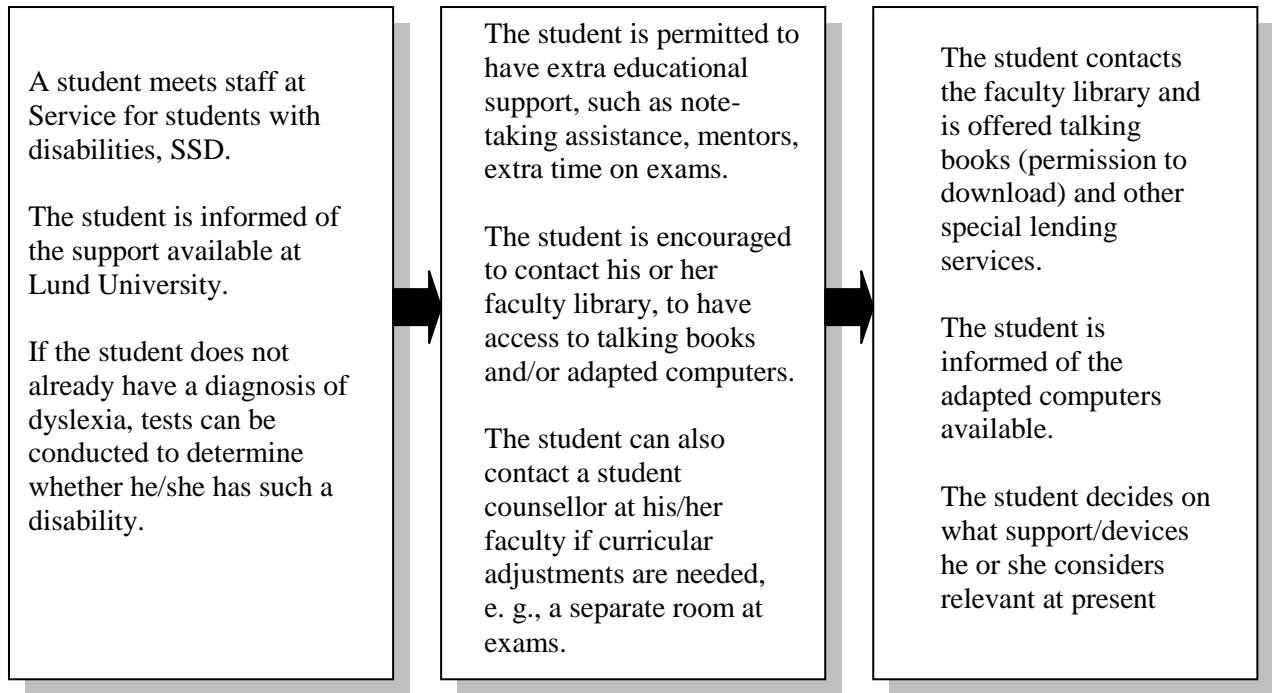 A student meets staff at
Service for students with
disabilities, SSD.
The student is informed of
the support available at
Lund University.
If the student does not
already have a diagnosis of
dyslexia, tests can be
conducted to determine
whether he/she has such a
disability.
The student is permitted to
have extra educational
support, such as note-
taking assistance, mentors,
extra time on exams.
The student is encouraged
to contact his or her
faculty library, to have
access to talking books
and/or adapted computers.
The student can also
contact a student
counsellor at his/her
faculty if curricular
adjustments are needed,
e. g., a separate room at
exams.
The student contacts
the faculty library and
is offered talking
books (permission to
download) and other
special lending
services.
The student is
informed of the
adapted computers
available.
The student decides on
what support/devices
he or she considers
relevant at present